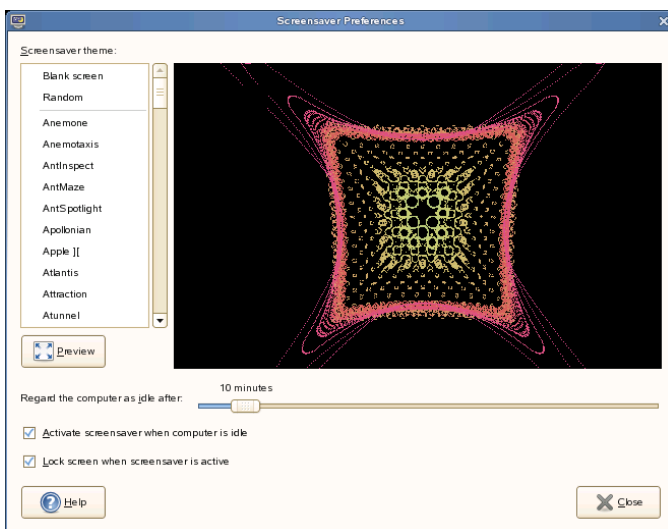 Screensaver Preferences
Screensaver theme:
Blank screen
Random
Anemone
Anemotaxis
AntInspect
AntMaze
AntSpotlight
Apollonian
Apple ][
Atlantis
Attraction
Atunnel
Preview
10 minutes
Regard the computer as idle after:
Activate screensaver when computer is idle
Lock screen when screensaver is active
Help
Close